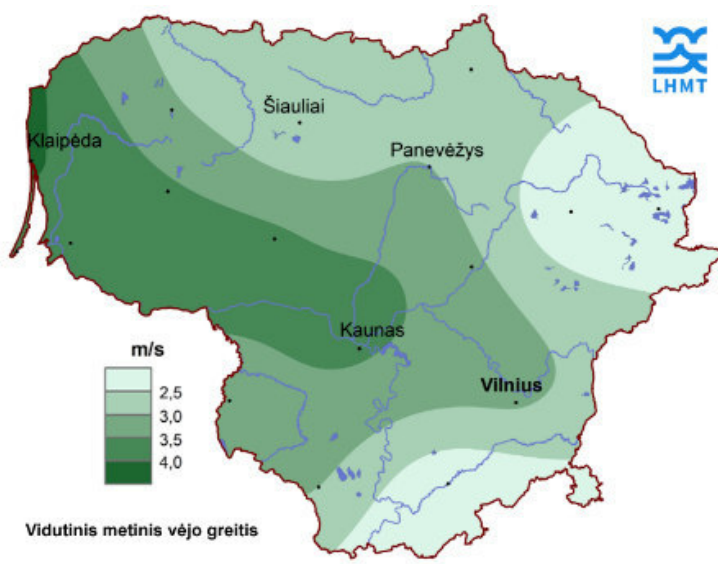 LHMT
Šiauliai
Klaipėda
Panevėžys
Kaunas
m/s
Vilnius
2,5
3,0
3,5
4,0
Vidutinis metinis vėjo greitis